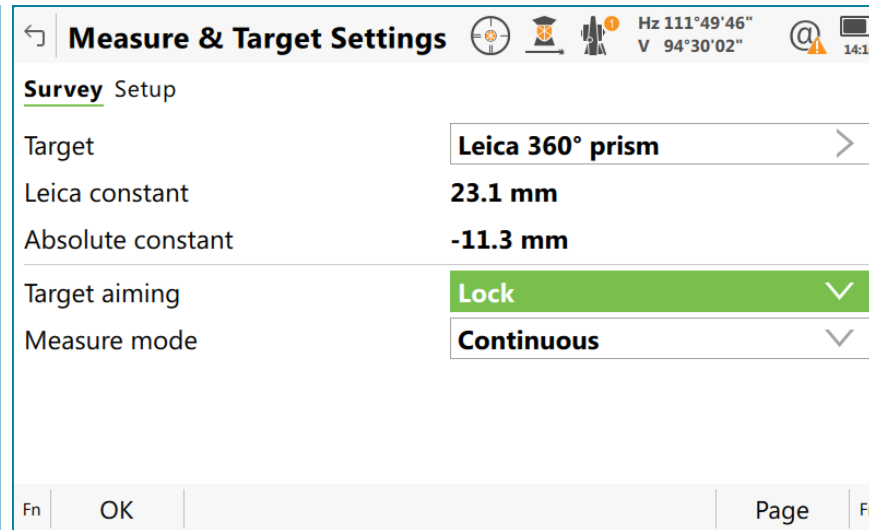 Measure & Target Settings
1
Hz 111°49'46"
V 94°30'02"
@
Survey Setup
Target Leica 360° prism
Leica constant 23.1 mm
Absolute constant -11.3 mm
Target aiming Lock
Measure mode Continuous
Fn OK Page